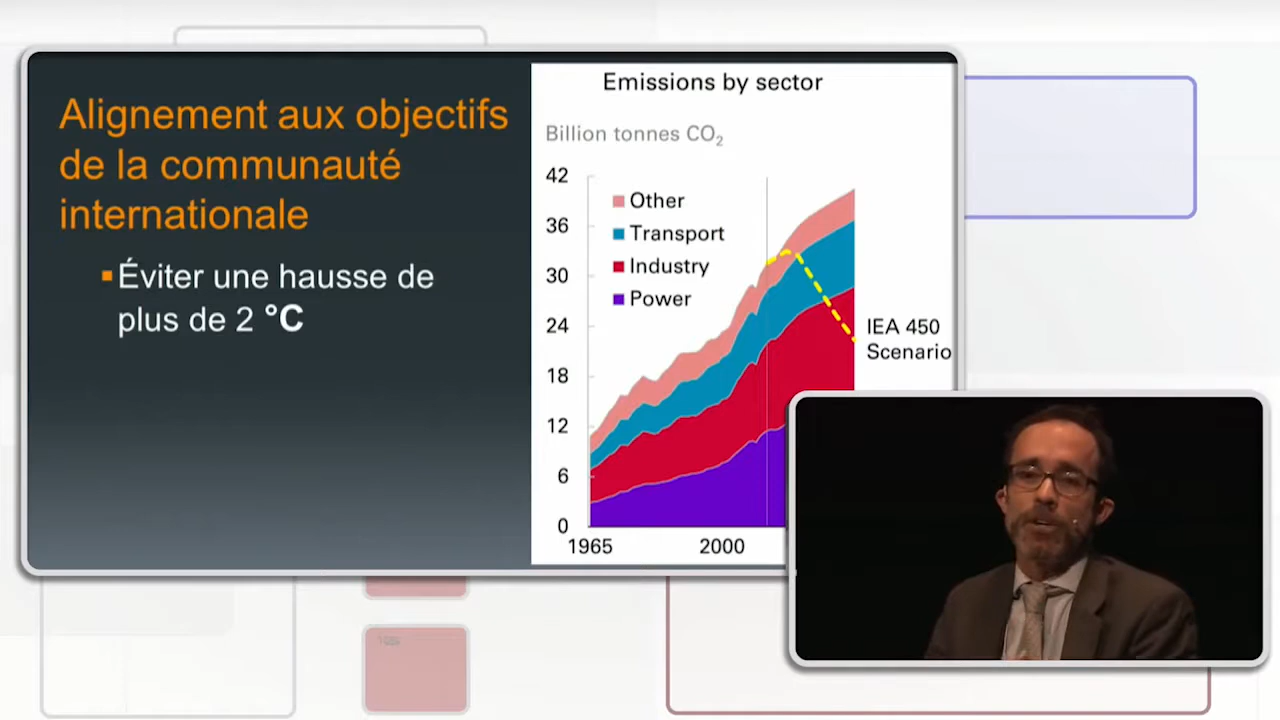 Alignement aux objectifs
de la communauté
internationale
▪Éviter une hausse de
plus de 2 °C
Emissions by sector
Billion tonnes CO₂
42
36
30
24
18
12
6
0
Other
Transport
Industry
Power
IEA 450
Scenario
1965
2000